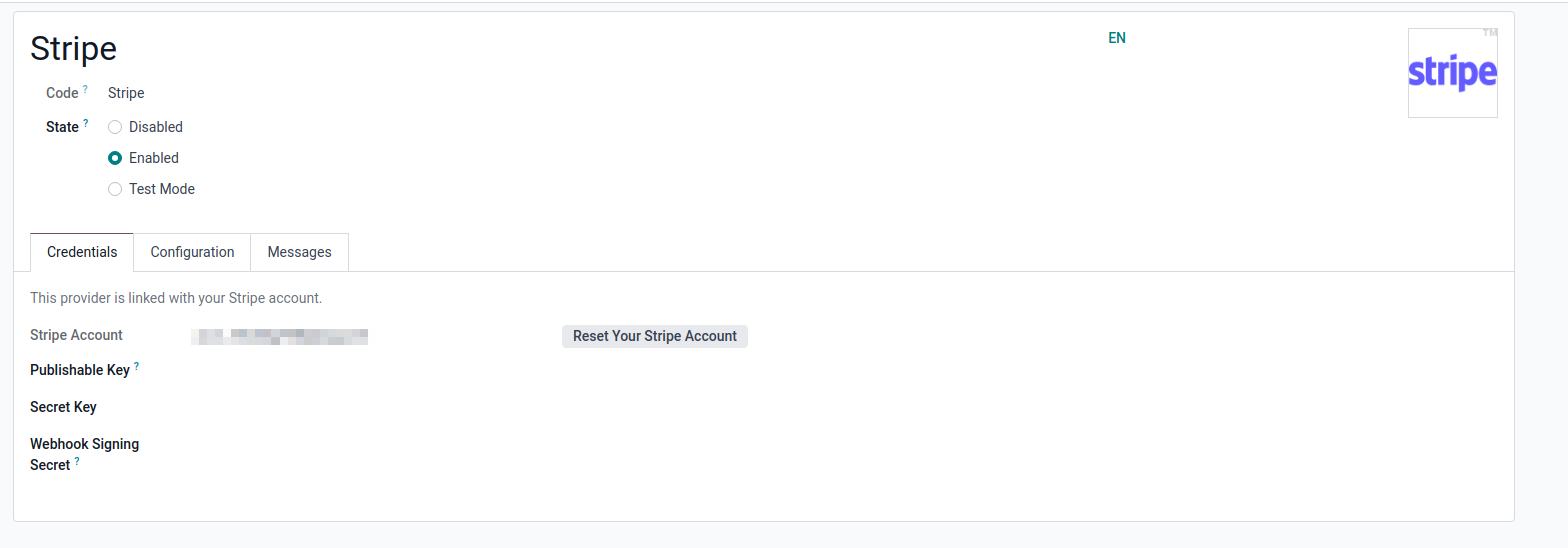 Stripe
EN
TM
stripe
Code ? Stripe
State ? Disabled
Enabled
Test Mode
Credentials Configuration Messages
This provider is linked with your Stripe account.
Stripe Account Reset Your Stripe Account
Publishable Key ?
Secret Key
Webhook Signing
Secret ?